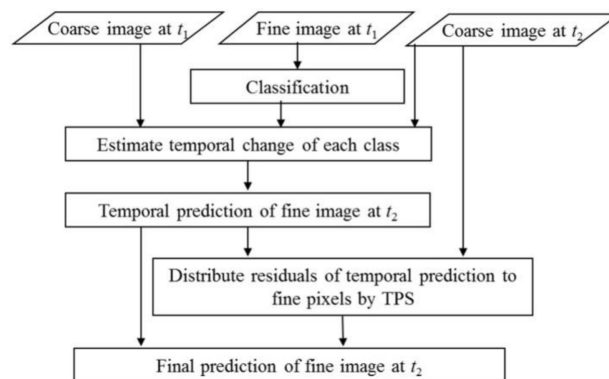 Coarse image at t1
Fine image at t1
Coarse image at t2
Classification
Estimate temporal change of each class
Temporal prediction of fine image at t2
Distribute residuals of temporal prediction to
fine pixels by TPS
Final prediction of fine image at t2